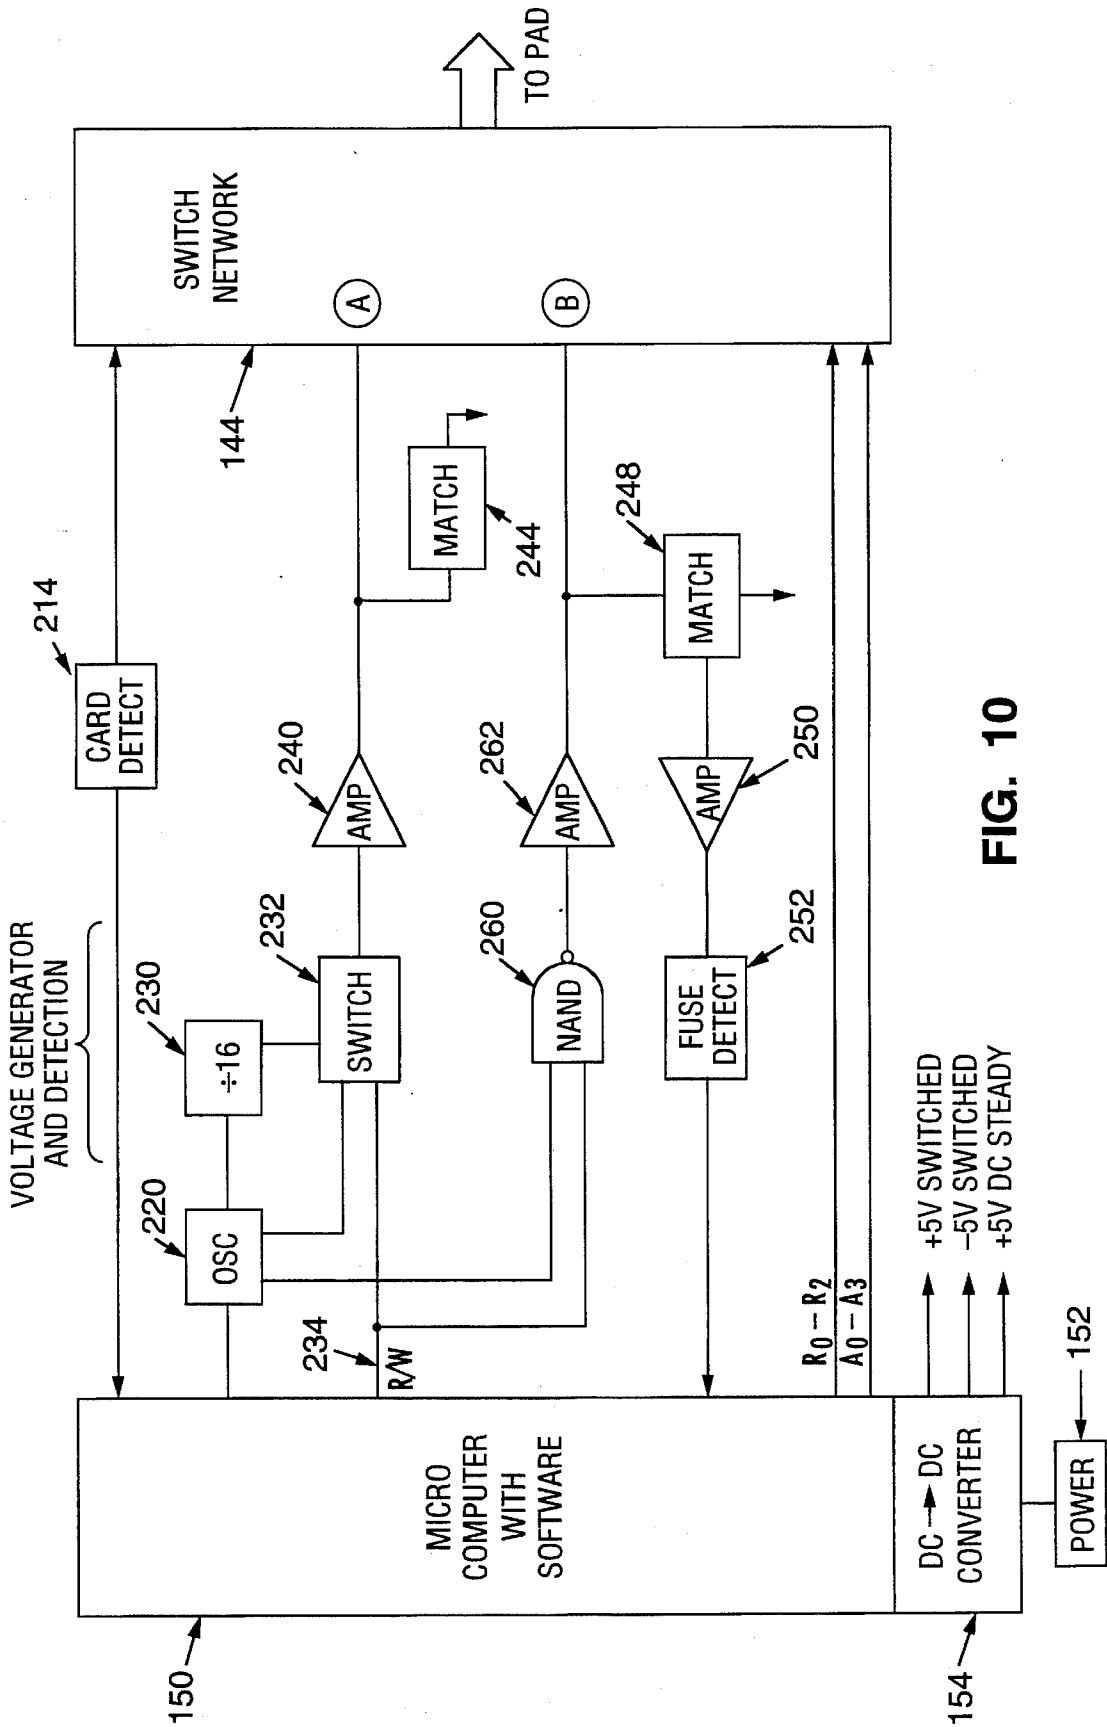 VOLTAGE GENERATOR
AND DETECTION
214
CARD
DETECT
144
SWITCH
NETWORK
TO PAD
A
B
220
OSC
230
÷16
232
SWITCH
240
AMP
MATCH
244
234
R/W
260
NAND
262
AMP
248
MATCH
250
AMP
252
FUSE
DETECT
150
MICRO
COMPUTER
WITH
SOFTWARE
R0 – R2
A0 – A3
154
DC → DC
CONVERTER
+5V SWITCHED
–5V SWITCHED
+5V DC STEADY
POWER
152
FIG. 10